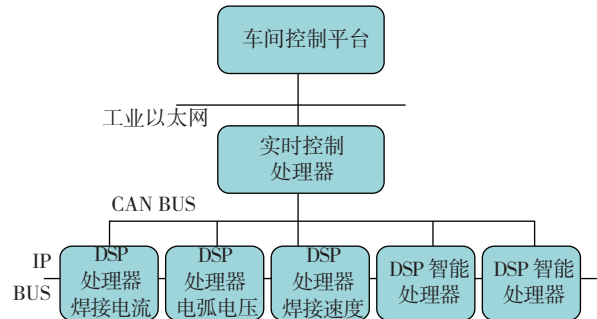 车间控制平台
工业以太网
实时控制
处理器
CAN BUS
IP
BUS
DSP
处理器
焊接电流
DSP
处理器
电弧电压
DSP
处理器
焊接速度
DSP 智能
处理器
DSP 智能
处理器